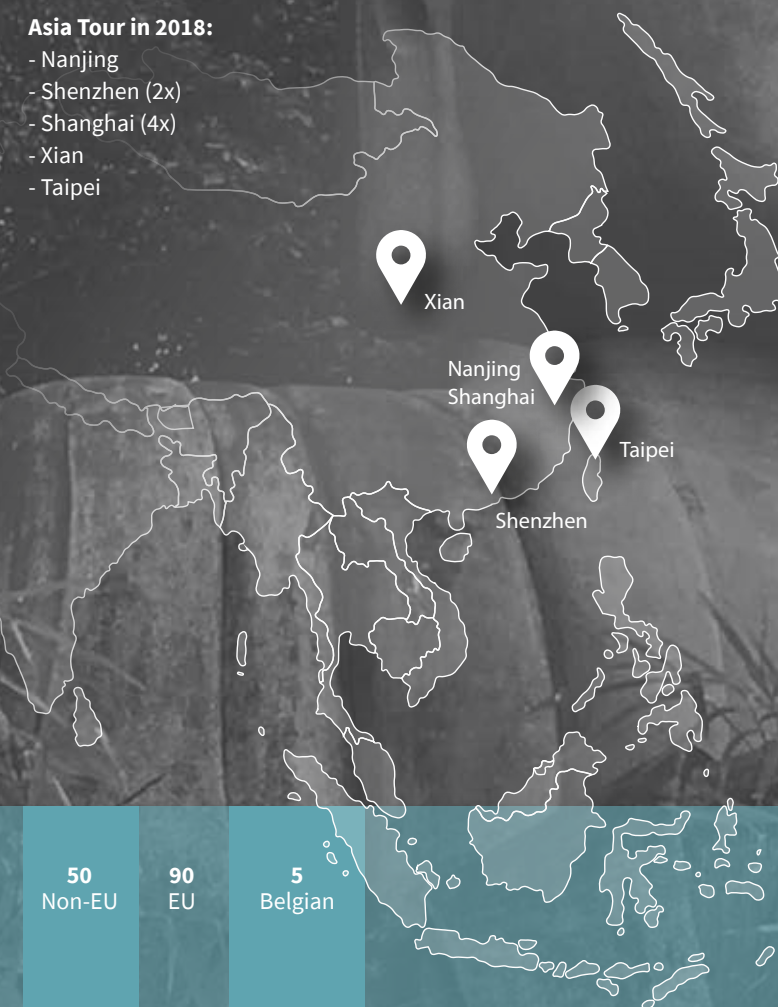 Asia Tour in 2018:
- Nanjing
- Shenzhen (2x)
- Shanghai (4x)
- Xian
- Taipei
Xian
Nanjing
Shanghai
Taipei
Shenzhen
50
Non-EU
90
EU
5
Belgian